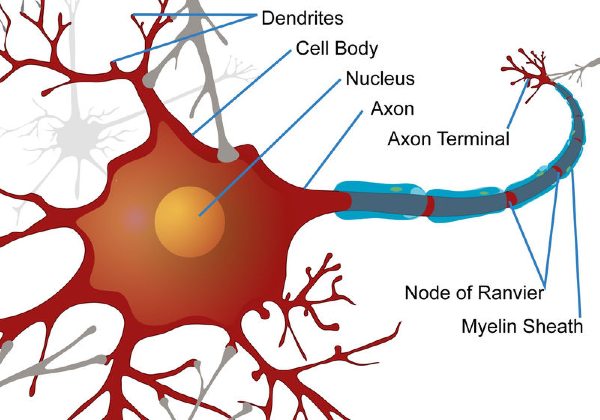 Dendrites
Cell Body
Nucleus
Axon
Axon Terminal
Node of Ranvier
Myelin Sheath